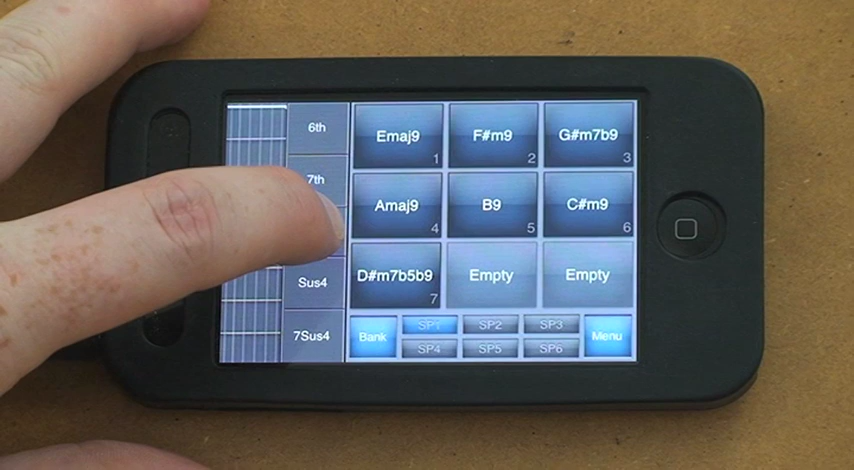 6th
7th
Sus4
7Sus4
Emaj9
1
F#m9
2
G#m7b9
3
Amaj9
4
B9
5
C#m9
6
D#m7b5b9
7
Empty
Empty
Bank
SP1
SP2
SP3
SP4
SP5
SP6
Menu